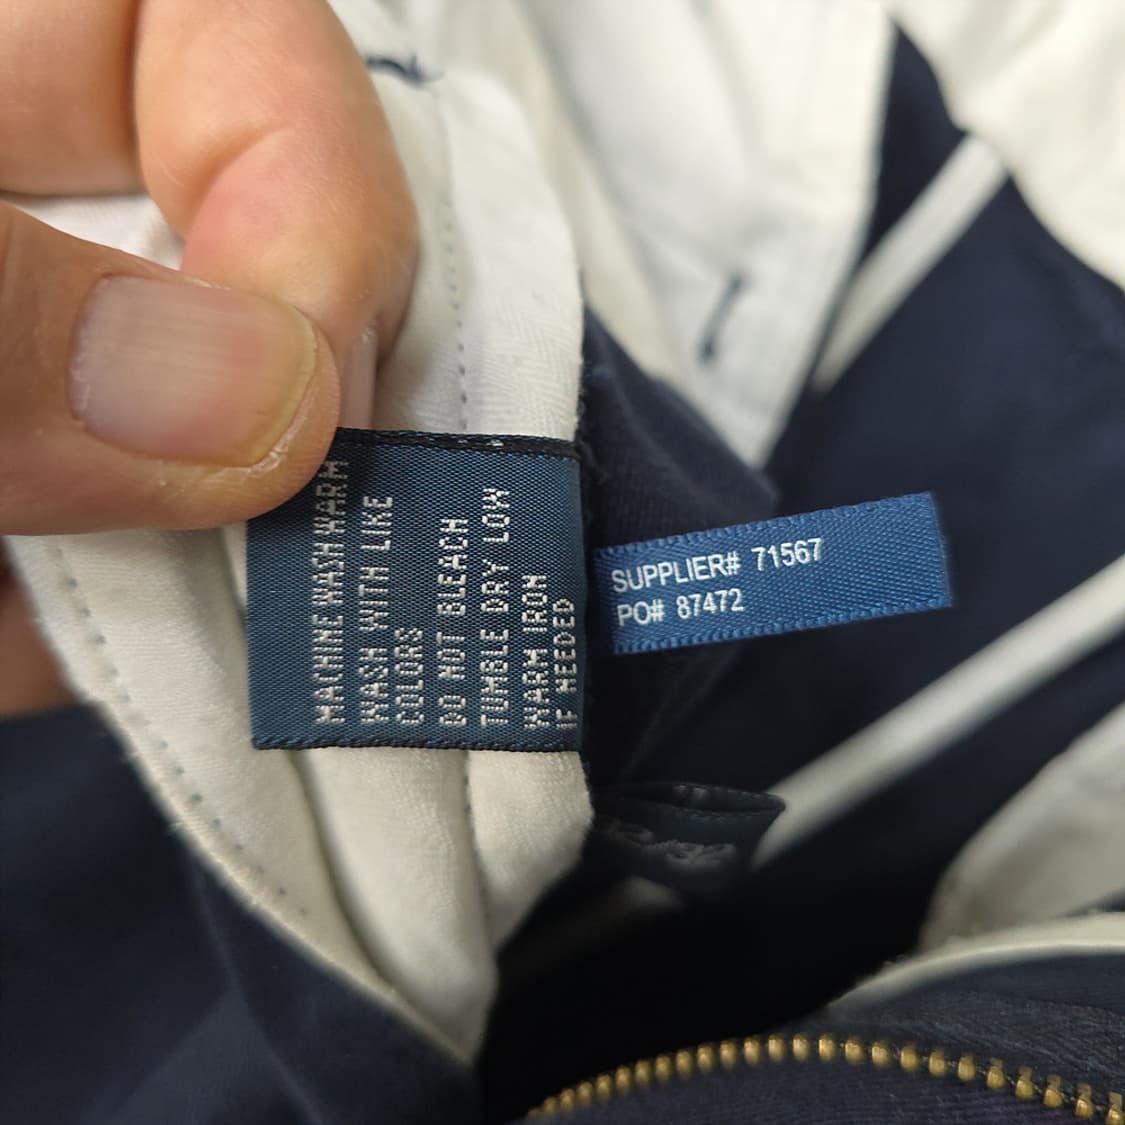 MACHINE WASH WARM
WASH WITH LIKE
COLORS
DO NOT BLEACH
TUMBLE DRY LOW
WARM IRON
IF NEEDED
SUPPLIER# 71567
PO# 87472